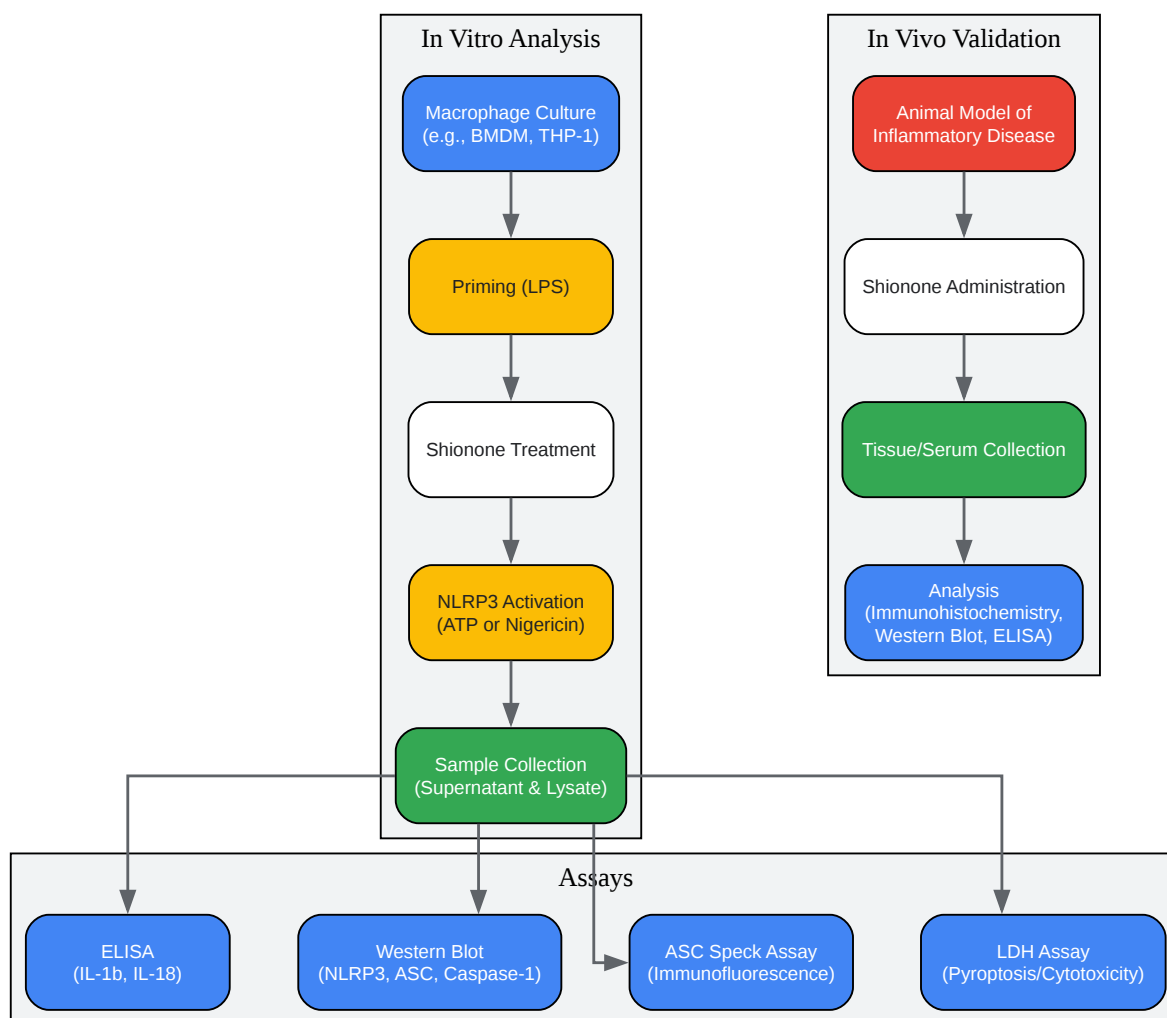 In Vitro Analysis
Macrophage Culture
(e.g., BMDM, THP-1)
Priming (LPS)
Shionone Treatment
NLRP3 Activation
(ATP or Nigericin)
Sample Collection
(Supernatant & Lysate)
In Vivo Validation
Animal Model of
Inflammatory Disease
Shionone Administration
Tissue/Serum Collection
Analysis
(Immunohistochemistry,
Western Blot, ELISA)
Assays
ELISA
(IL-1b, IL-18)
Western Blot
(NLRP3, ASC, Caspase-1)
ASC Speck Assay
(Immunofluorescence)
LDH Assay
(Pyroptosis/Cytotoxicity)